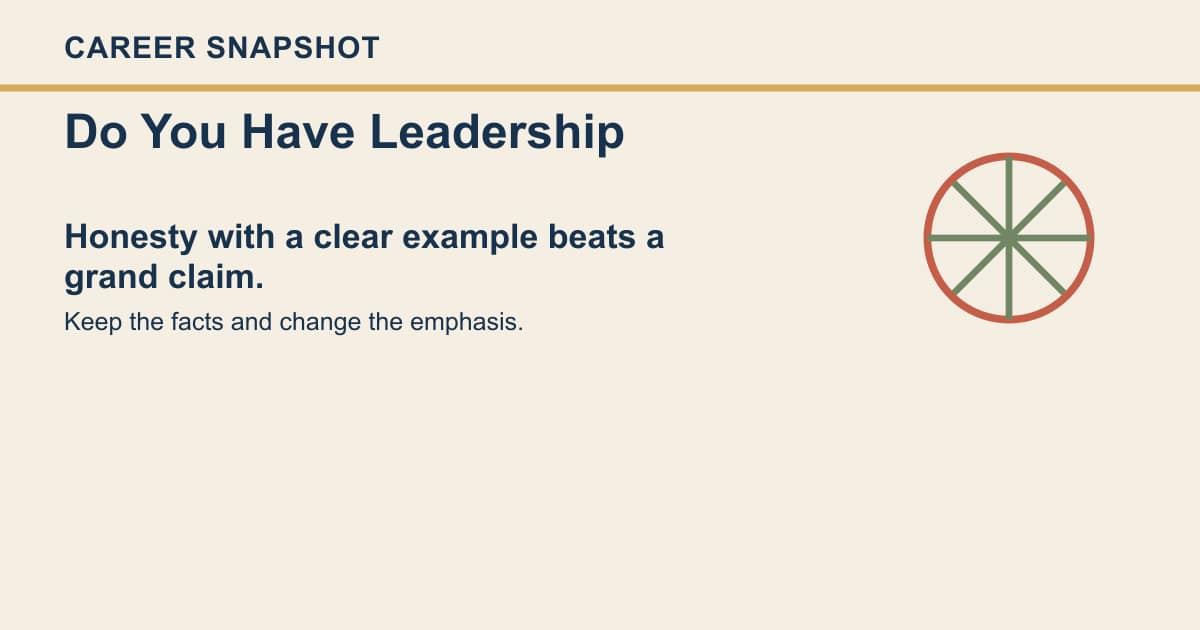 CAREER SNAPSHOT
Do You Have Leadership
Honesty with a clear example beats a
grand claim.
Keep the facts and change the emphasis.